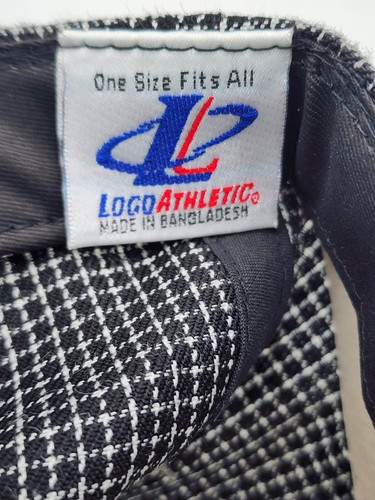 One Size Fits All
L
LOGO ATHLETIC®
MADE IN BANGLADESH